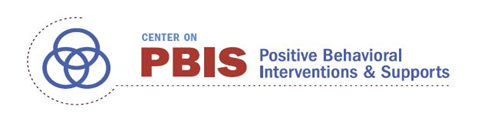 CENTER ON
PBIS
Positive Behavioral
Interventions & Supports